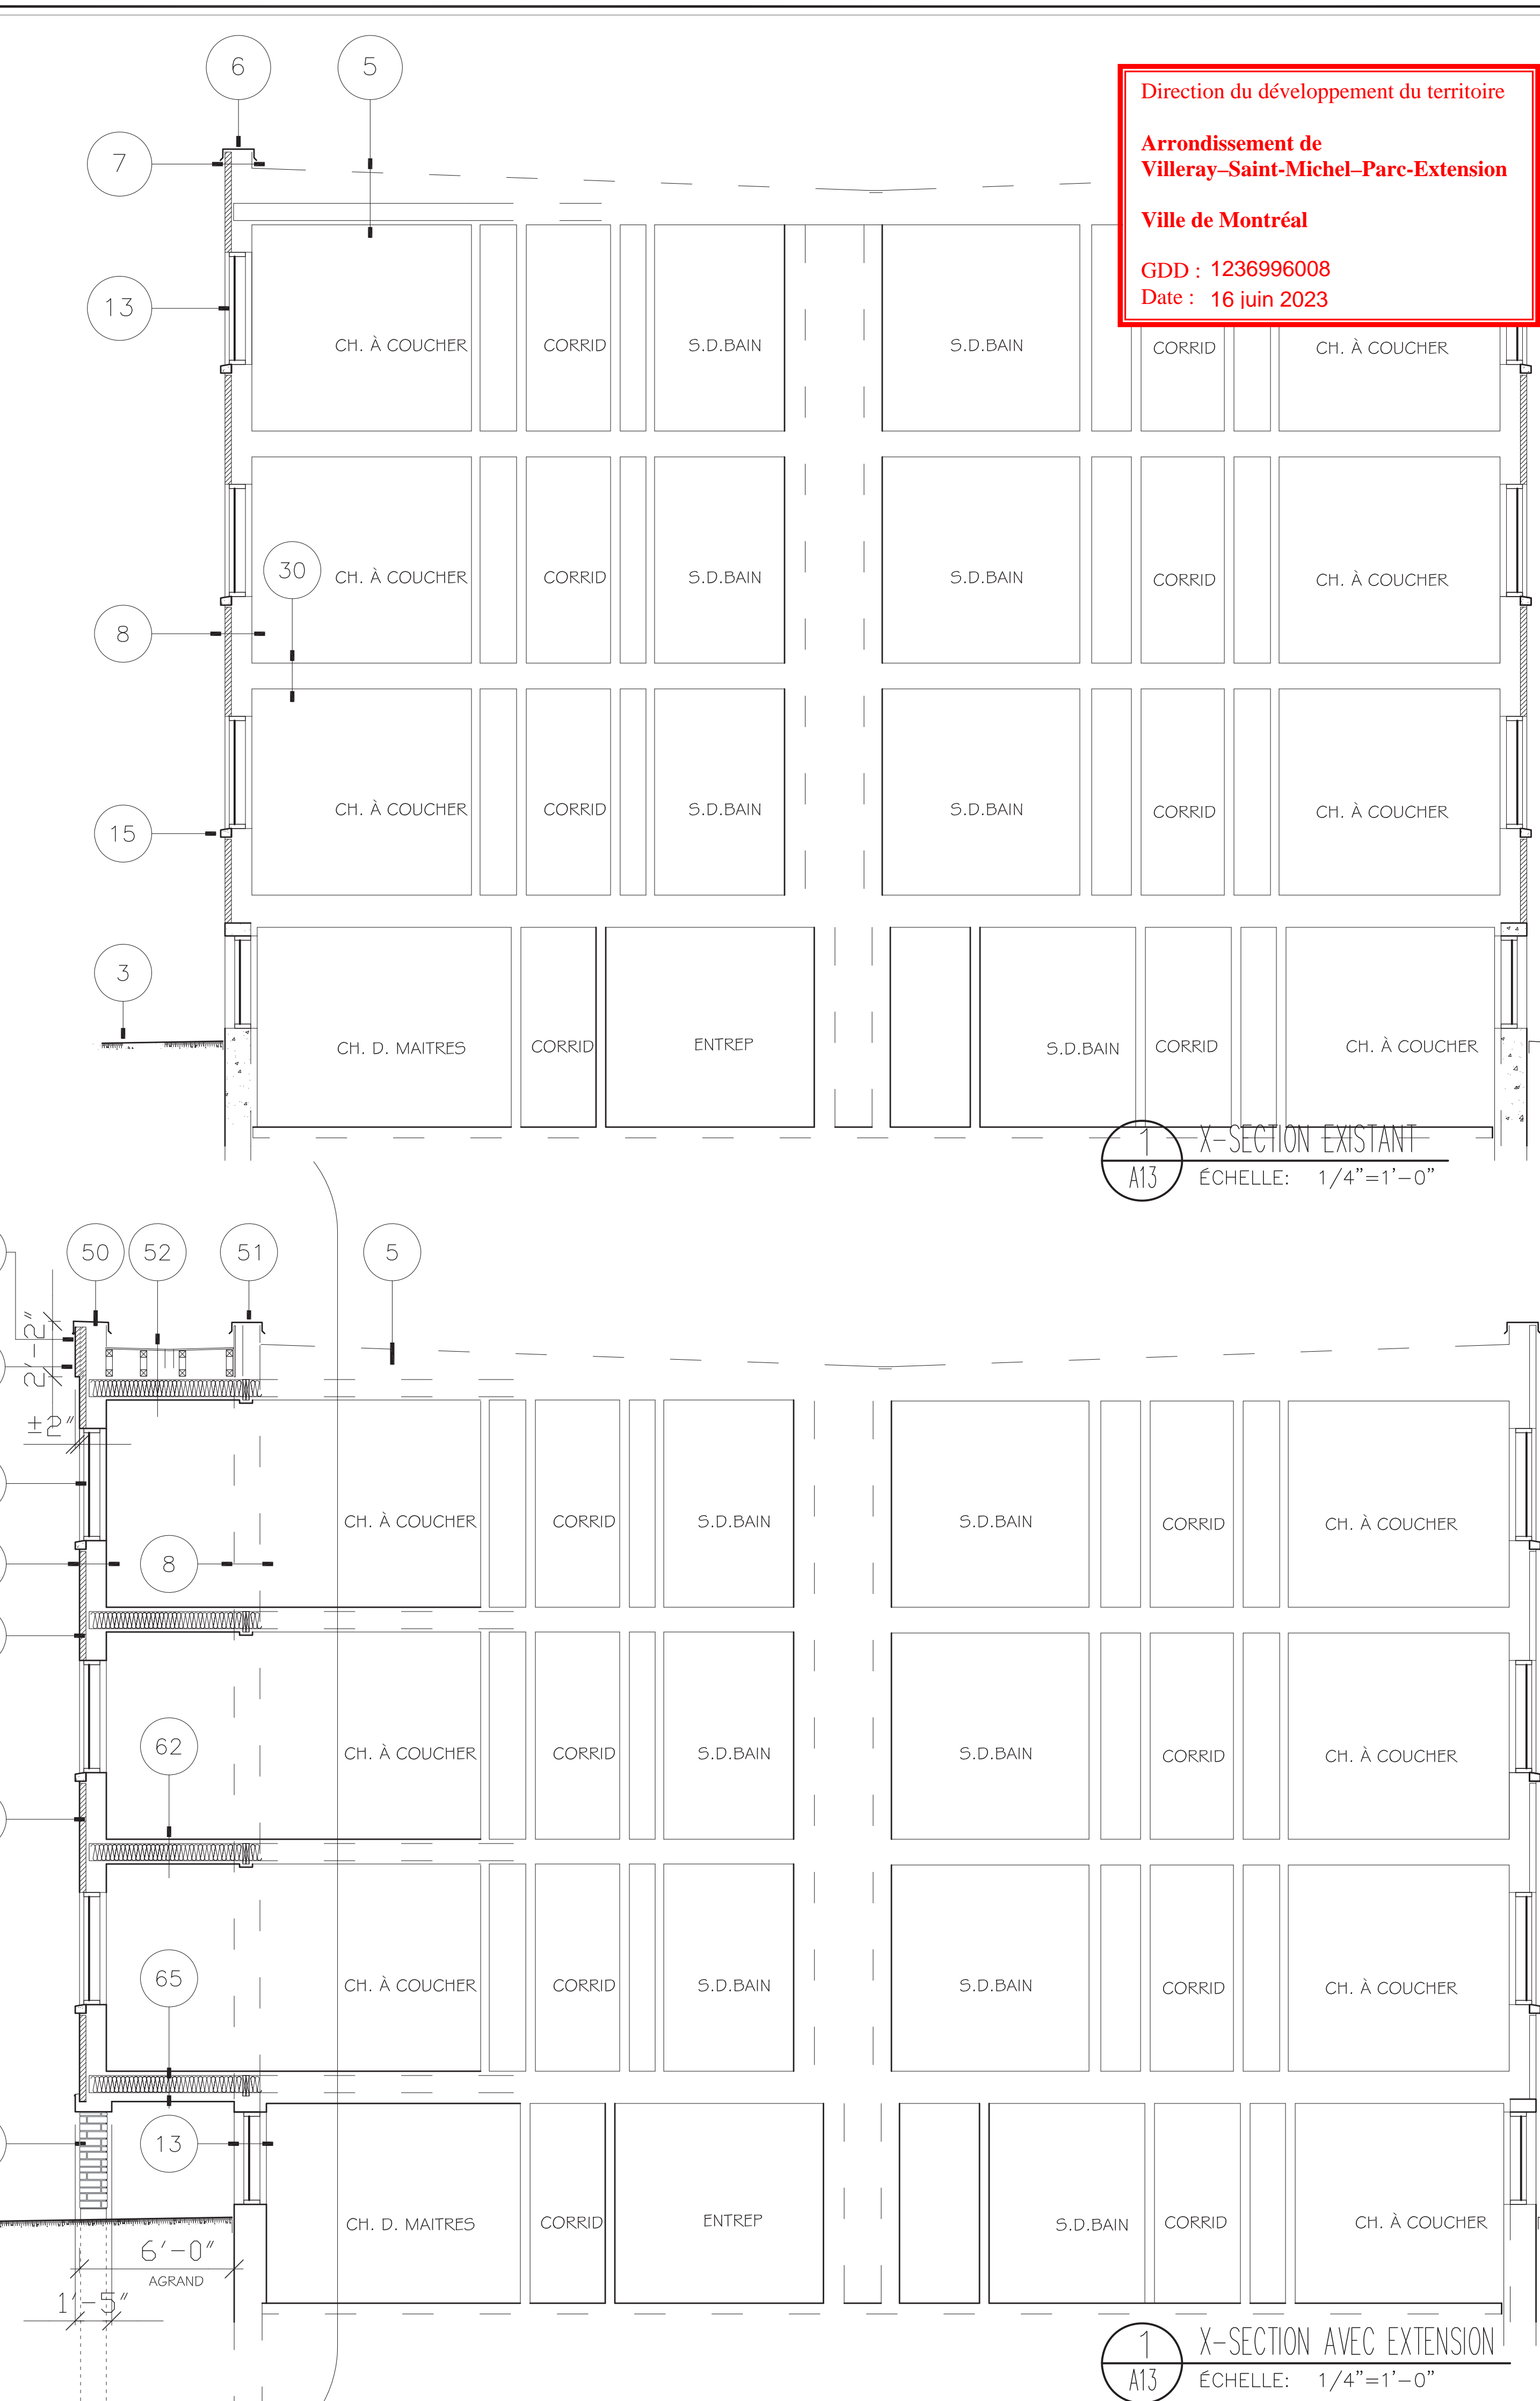 6
5
Direction du développement du territoire
Arrondissement de
Villeray–Saint-Michel–Parc-Extension
Ville de Montréal
GDD : 1236996008
Date : 16 juin 2023
7
13
CH. À COUCHER CORRID S.D.BAIN S.D.BAIN CORRID CH. À COUCHER
30
CH. À COUCHER CORRID S.D.BAIN S.D.BAIN CORRID CH. À COUCHER
8
CH. À COUCHER CORRID S.D.BAIN S.D.BAIN CORRID CH. À COUCHER
15
3
CH. D. MAITRES CORRID ENTREP S.D.BAIN CORRID CH. À COUCHER
1
A13
X-SECTION EXISTANT
ÉCHELLE: 1/4"=1'-0"
50 52 51 5
2'-2"
±2"
CH. À COUCHER CORRID S.D.BAIN S.D.BAIN CORRID CH. À COUCHER
8
62
CH. À COUCHER CORRID S.D.BAIN S.D.BAIN CORRID CH. À COUCHER
65
CH. À COUCHER CORRID S.D.BAIN S.D.BAIN CORRID CH. À COUCHER
13
CH. D. MAITRES CORRID ENTREP S.D.BAIN CORRID CH. À COUCHER
6'-0"
AGRAND
1'-5"
1
A13
X-SECTION AVEC EXTENSION
ÉCHELLE: 1/4"=1'-0"